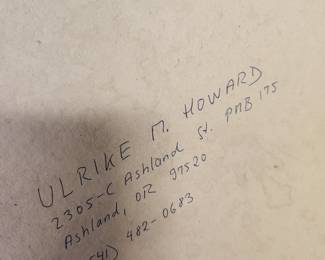 ULRIKE M. HOWARD
2305-C Ashland St. PMB 175
Ashland, OR 97520
541) 482-0683